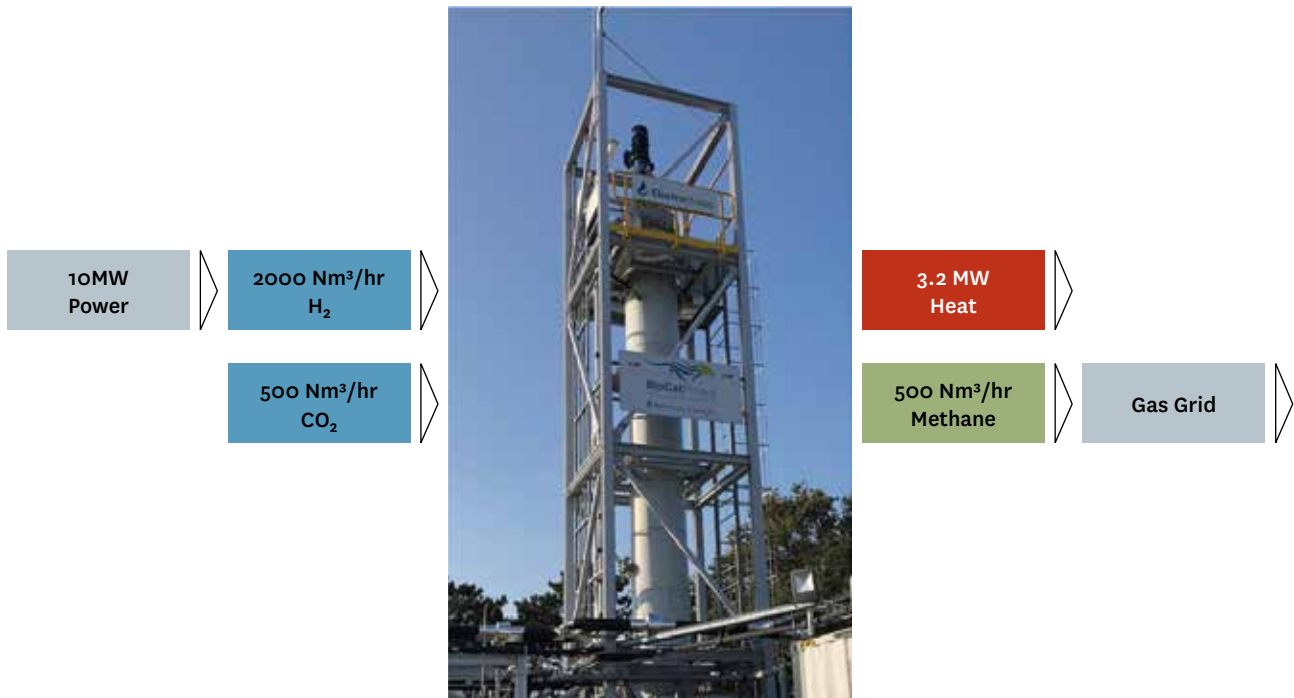 10MW
Power
2000 Nm³/hr
H₂
500 Nm³/hr
CO₂
BioCat
3.2 MW
Heat
500 Nm³/hr
Methane
Gas Grid